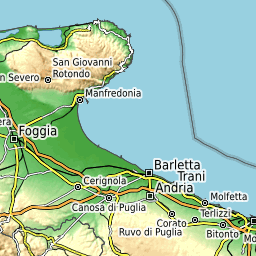 San Giovanni
Rotondo
n Severo
Manfredonia
era
Foggia
Barletta
Trani
Cerignola
Andria
Molfetta
Canosa di Puglia
Terlizzi
Corato
Ruvo di Puglia
Bitonto
Mo